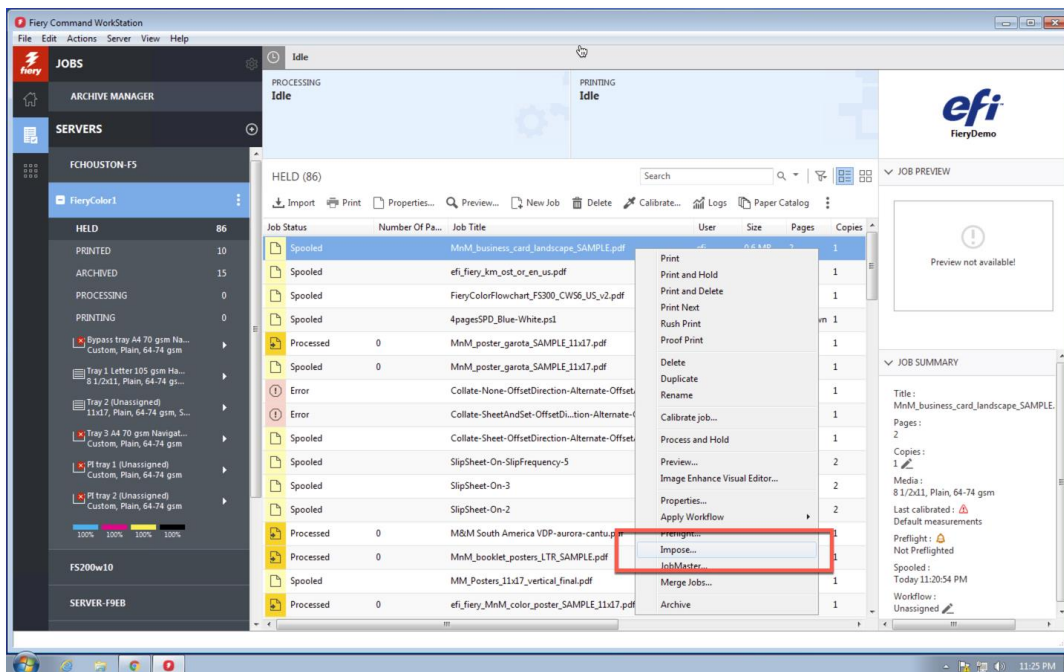 Fiery Command WorkStation
File Edit Actions Server View Help
fiery
JOBS
ARCHIVE MANAGER
SERVERS
FCHOUSTON-F5
FieryColor1
HELD 86
PRINTED 10
ARCHIVED 15
PROCESSING 0
PRINTING 0
Bypass tray A4 70 gsm Na...
Custom, Plain, 64-74 gsm
Tray 1 Letter 105 gsm Ha...
8 1/2x11, Plain, 64-74 gs...
Tray 2 (Unassigned)
11x17, Plain, 64-74 gsm, S...
Tray 3 A4 70 gsm Navigat...
Custom, Plain, 64-74 gsm
PI tray 1 (Unassigned)
Custom, Plain, 64-74 gsm
PI tray 2 (Unassigned)
Custom, Plain, 64-74 gsm
100% 100% 100% 100%
FS200w10
SERVER-F9EB
Idle
PROCESSING
Idle
PRINTING
Idle
HELD (86)
Search
Import Print Properties... Preview... New Job Delete Calibrate... Logs Paper Catalog
Job Status Number Of Pa... Job Title User Size Pages Copies
Spooled MnM_business_card_landscape_SAMPLE.pdf efi 0.6 MB 2 1
Spooled efi_fiery_km_ost_or_en_us.pdf 1
Spooled FieryColorFlowchart_FS300_CWS6_US_v2.pdf 1
Spooled 4pagesSPD_Blue-White.ps1 1
Processed 0 MnM_poster_garota_SAMPLE_11x17.pdf 1
Spooled 0 MnM_poster_garota_SAMPLE_11x17.pdf 1
Error Collate-None-OffsetDirection-Alternate-Offset 1
Error Collate-SheetAndSet-OffsetDi...tion-Alternate- 1
Spooled Collate-Sheet-OffsetDirection-Alternate-Offset 1
Spooled SlipSheet-On-SlipFrequency-5 2
Spooled SlipSheet-On-3 2
Spooled SlipSheet-On-2 2
Processed 0 M&M South America VDP-aurora-cantu.pdf 1
Processed 0 MnM_booklet_posters_LTR_SAMPLE.pdf 1
Spooled MM_Posters_11x17_vertical_final.pdf 1
Processed 0 efi_fiery_MnM_color_poster_SAMPLE_11x17.pdf 1
Print
Print and Hold
Print and Delete
Print Next
Rush Print
Proof Print
Delete
Duplicate
Rename
Calibrate job...
Process and Hold
Preview...
Image Enhance Visual Editor...
Properties...
Apply Workflow
Preflight...
Impose...
JobMaster...
Merge Jobs...
Archive
efi
FieryDemo
JOB PREVIEW
Preview not available!
JOB SUMMARY
Title :
MnM_business_card_landscape_SAMPLE.
Pages :
2
Copies :
1
Media :
8 1/2x11, Plain, 64-74 gsm
Last calibrated :
Default measurements
Preflight :
Not Preflighted
Spooled :
Today 11:20:54 PM
Workflow :
Unassigned
11:25 PM